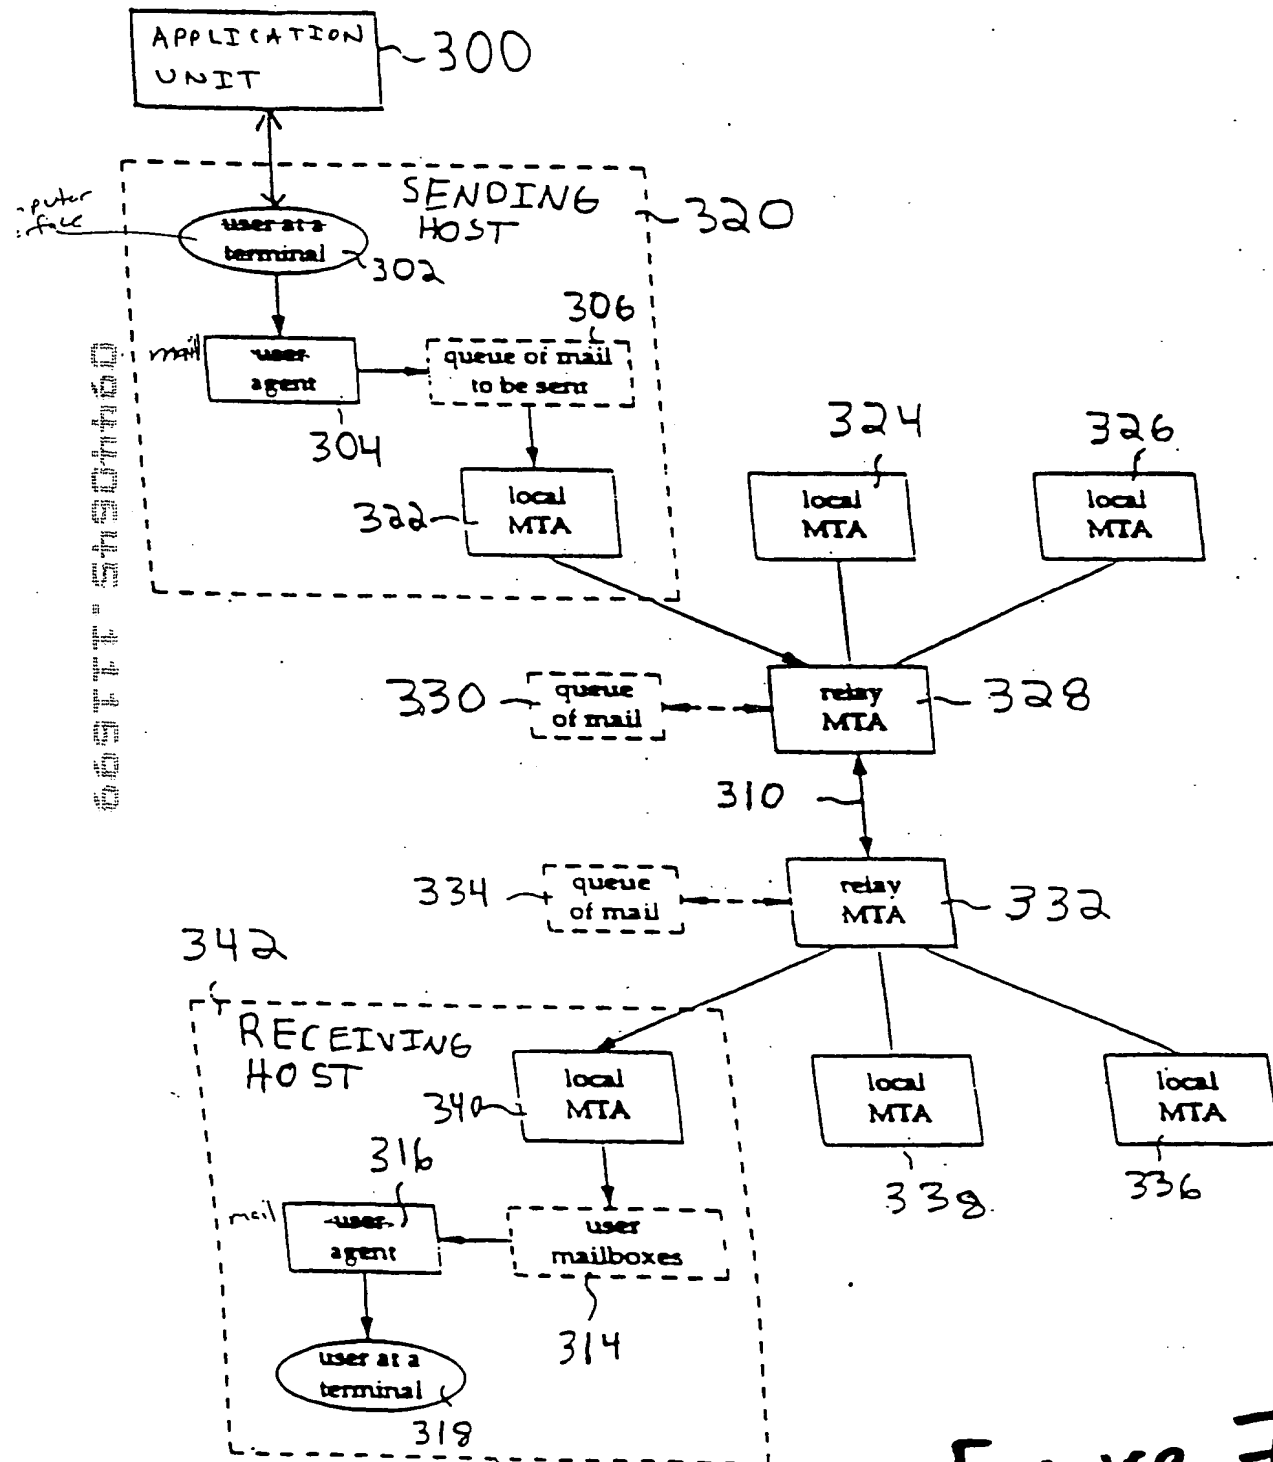 APPLICATION
UNIT
300
SENDING
HOST
320
user at a
terminal
302
306
mail
user
agent
304
queue of mail
to be sent
322
local
MTA
324
local
MTA
326
local
MTA
330
queue
of mail
relay
MTA
328
310
334
queue
of mail
relay
MTA
332
342
RECEIVING
HOST
340
local
MTA
local
MTA
338
local
MTA
336
316
mail
user
agent
user
mailboxes
314
user at a
terminal
318